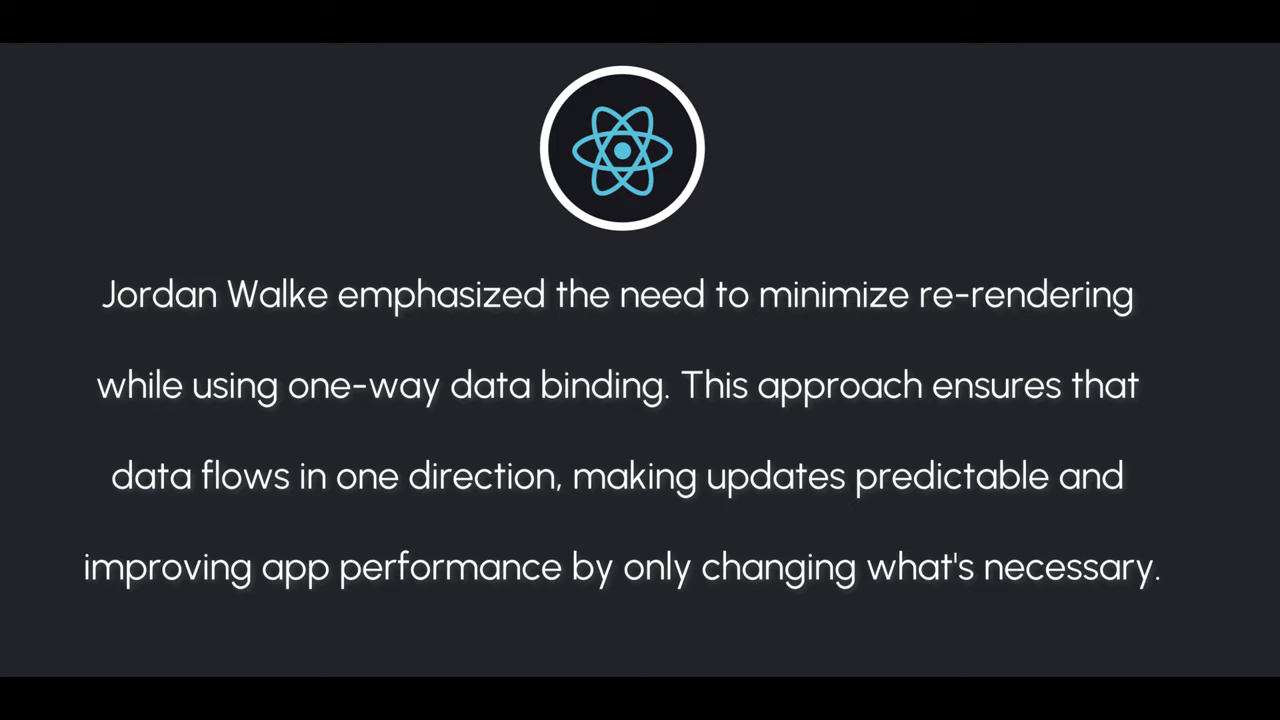 Jordan Walke emphasized the need to minimize re-rendering
while using one-way data binding. This approach ensures that
data flows in one direction, making updates predictable and
improving app performance by only changing what's necessary.